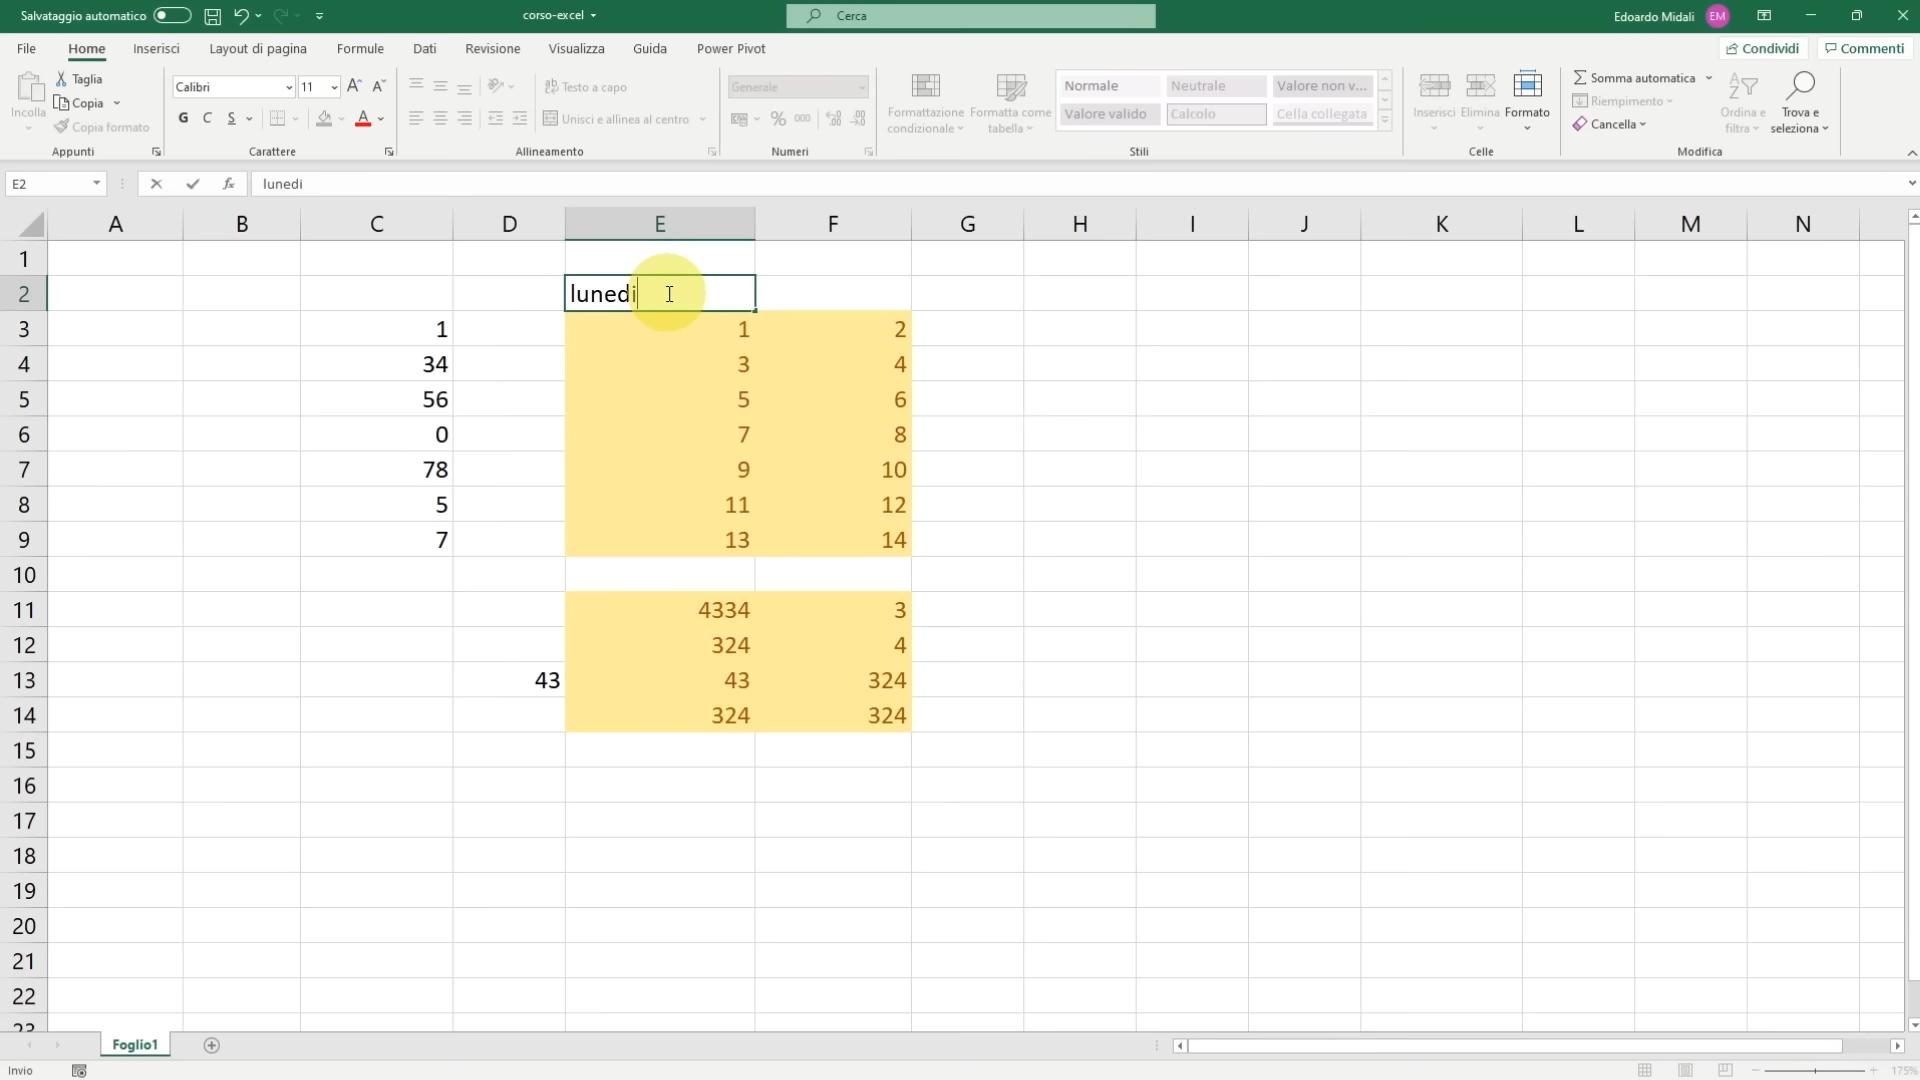 Salvataggio automatico
corso-excel
Cerca
Edoardo Midali EM
File Home Inserisci Layout di pagina Formule Dati Revisione Visualizza Guida Power Pivot Condividi Commenti
Incolla
Taglia
Copia
Copia formato
Appunti
Calibri 11
G C S
Carattere
Testo a capo
Unisci e allinea al centro
Allineamento
Generale
% 000
Numeri
Formattazione condizionale
Formatta come tabella
Normale Neutrale Valore non v...
Valore valido Calcolo Cella collegata
Stili
Inserisci Elimina Formato
Celle
Somma automatica
Riempimento
Cancella
Ordina e filtra
Trova e seleziona
Modifica
E2 fx lunedi
A B C D E F G H I J K L M N
1
2 lunedi
3 1 1 2
4 34 3 4
5 56 5 6
6 0 7 8
7 78 9 10
8 5 11 12
9 7 13 14
10
11 4334 3
12 324 4
13 43 43 324
14 324 324
15
16
17
18
19
20
21
22
23
Foglio1
Invio 175%